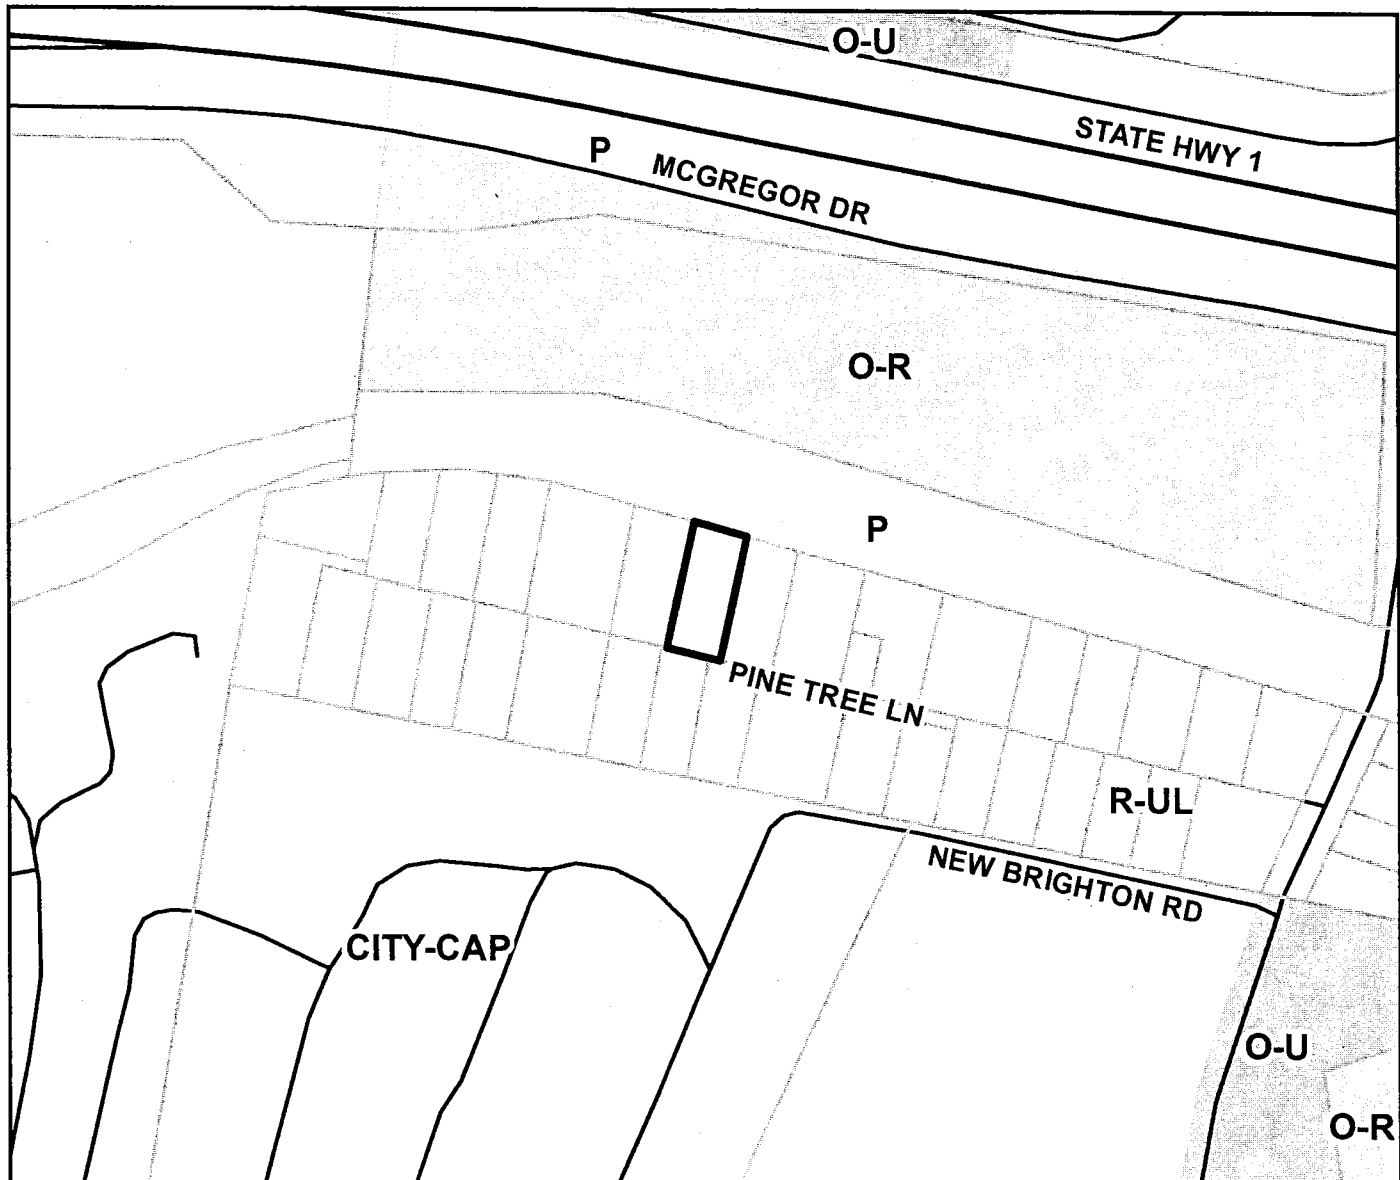 O-U
STATE HWY 1
P
MCGREGOR DR
O-R
P
PINE TREE LN
R-UL
NEW BRIGHTON RD
CITY-CAP
O-U
O-R